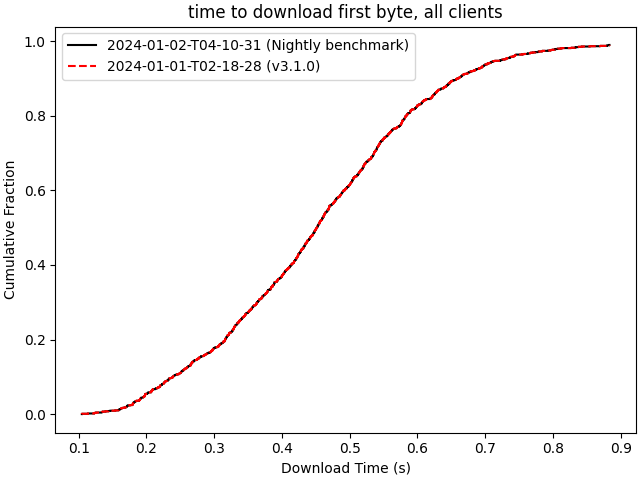 time to download first byte, all clients
2024-01-02-T04-10-31 (Nightly benchmark)
2024-01-01-T02-18-28 (v3.1.0)
Cumulative Fraction
1.0
0.8
0.6
0.4
0.2
0.0
0.1 0.2 0.3 0.4 0.5 0.6 0.7 0.8 0.9
Download Time (s)